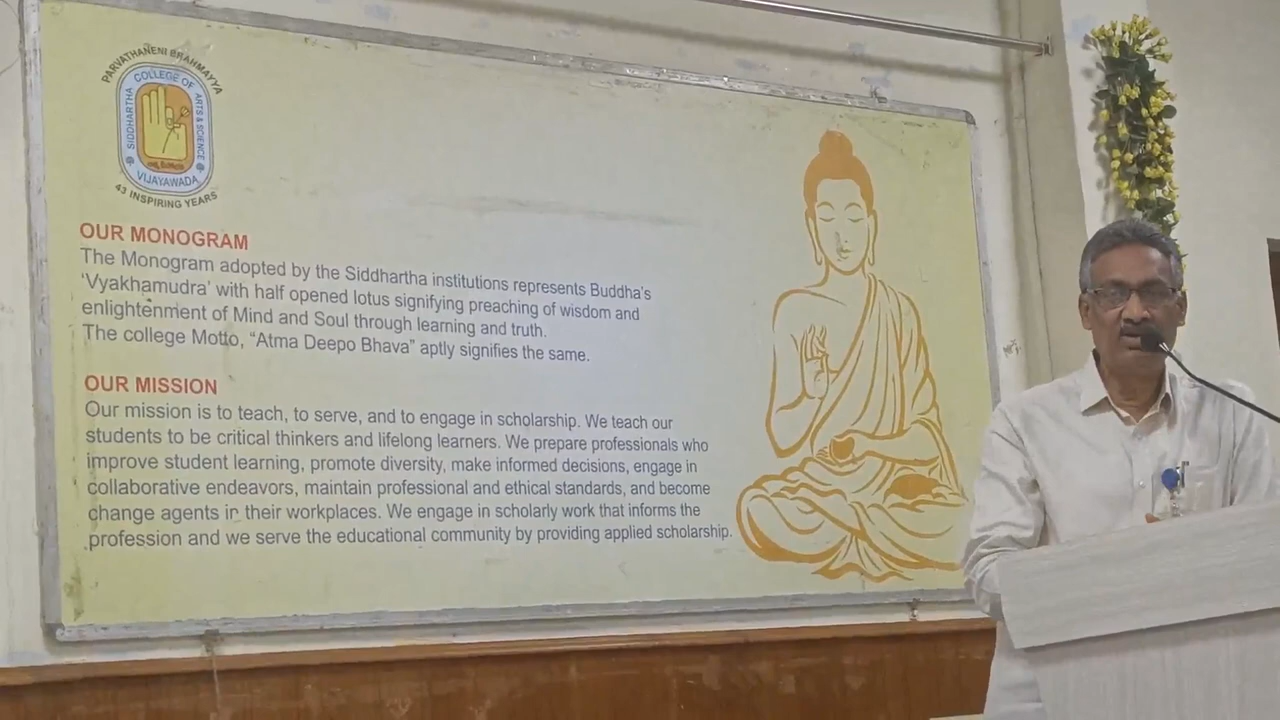 PARVATHANENI BRAHMAYYA
SIDDHARTHA COLLEGE OF ARTS & SCIENCE
VIJAYAWADA
43 INSPIRING YEARS
OUR MONOGRAM
The Monogram adopted by the Siddhartha institutions represents Buddha's
'Vyakhamudra' with half opened lotus signifying preaching of wisdom and
enlightenment of Mind and Soul through learning and truth.
The college Motto, "Atma Deepo Bhava" aptly signifies the same.
OUR MISSION
Our mission is to teach, to serve, and to engage in scholarship. We teach our
students to be critical thinkers and lifelong learners. We prepare professionals who
improve student learning, promote diversity, make informed decisions, engage in
collaborative endeavors, maintain professional and ethical standards, and become
change agents in their workplaces. We engage in scholarly work that informs the
profession and we serve the educational community by providing applied scholarship.